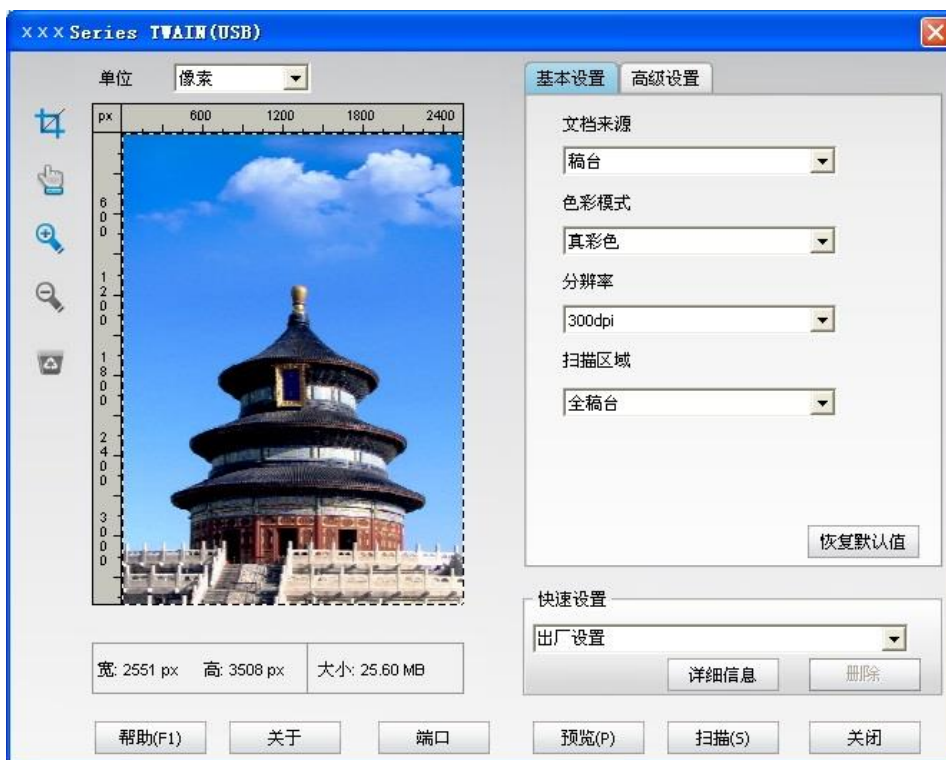 xxxSeries TWAIN(USB)
单位 像素
px 600 1200 1800 2400
600
1200
1800
2400
3000
宽: 2551 px 高: 3508 px 大小: 25.60 MB
基本设置 高级设置
文档来源
稿台
色彩模式
真彩色
分辨率
300dpi
扫描区域
全稿台
恢复默认值
快速设置
出厂设置
详细信息 删除
帮助(F1) 关于 端口 预览(P) 扫描(S) 关闭